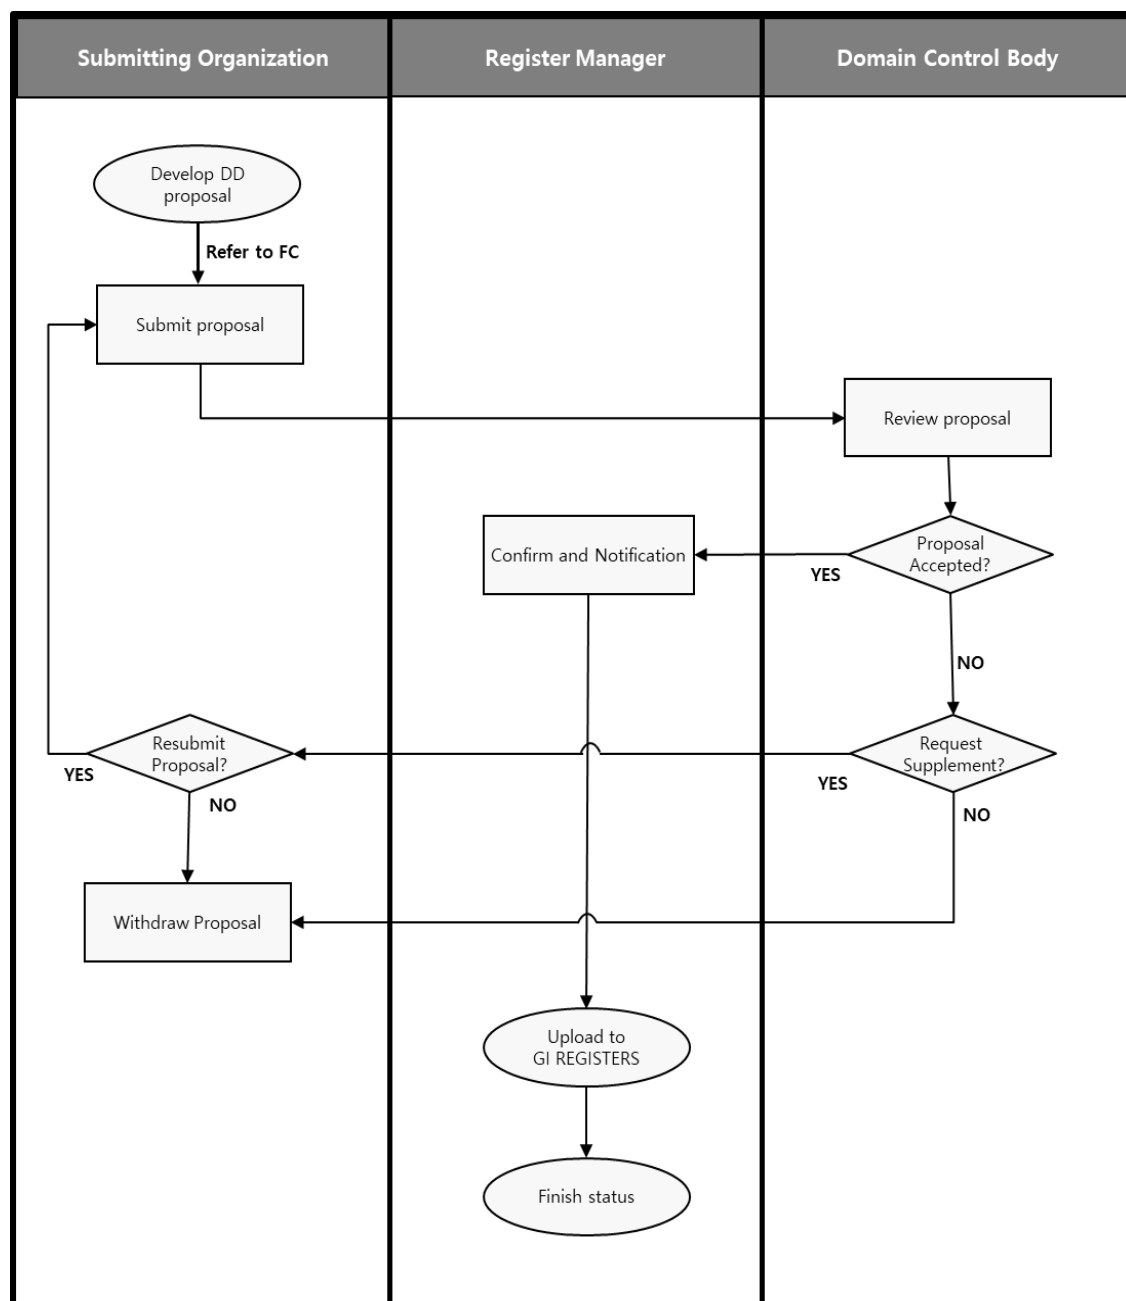 Submitting Organization
Register Manager
Domain Control Body
Develop DD
proposal
Refer to FC
Submit proposal
Review proposal
Proposal
Accepted?
Confirm and Notification
YES
NO
Resubmit
Proposal?
Request
Supplement?
YES
NO
YES
NO
Withdraw Proposal
Upload to
GI REGISTERS
Finish status